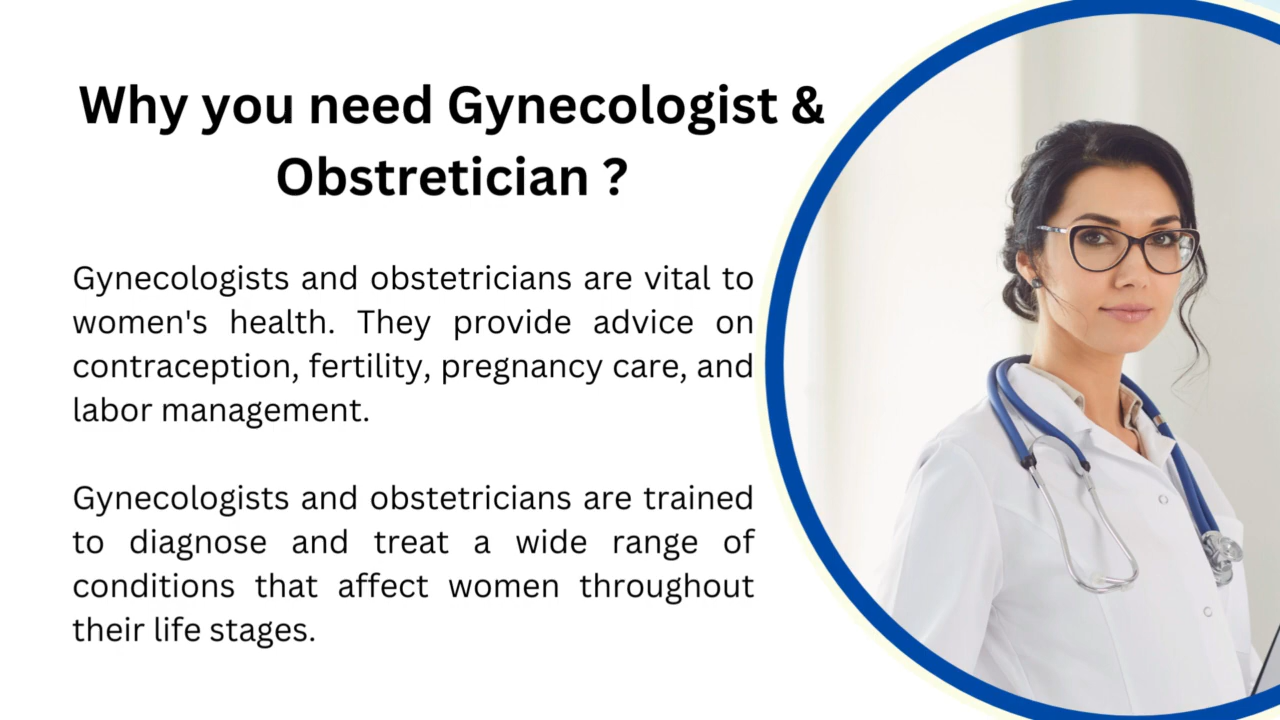 Why you need Gynecologist &
Obstretician ?
Gynecologists and obstetricians are vital to
women's health. They provide advice on
contraception, fertility, pregnancy care, and
labor management.
Gynecologists and obstetricians are trained
to diagnose and treat a wide range of
conditions that affect women throughout
their life stages.